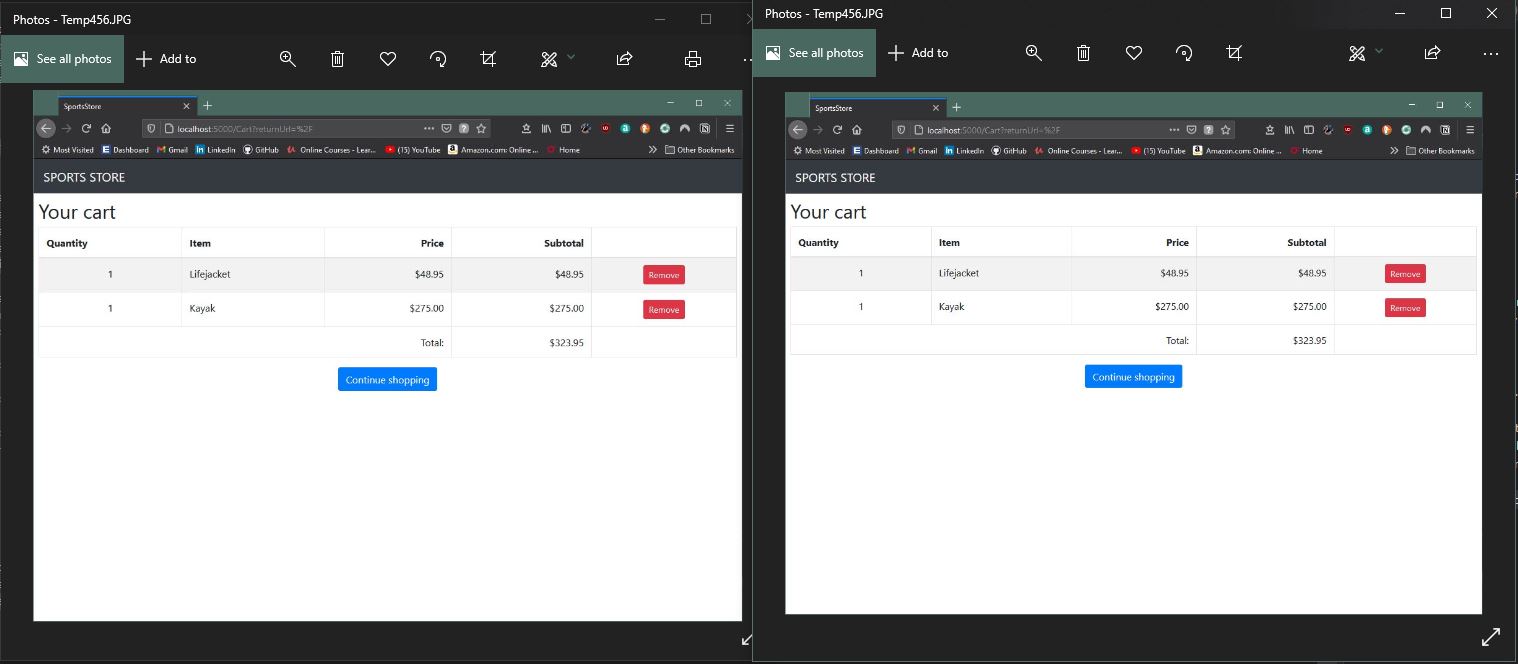 Photos - Temp456.JPG
See all photos
Add to
SportsStore
localhost:5000/Cart?returnUrl=%2F
Most Visited Dashboard Gmail LinkedIn GitHub Online Courses - Lear... (15) YouTube Amazon.com: Online ... Home Other Bookmarks
SPORTS STORE
Your cart
Quantity Item Price Subtotal
1 Lifejacket $48.95 $48.95 Remove
1 Kayak $275.00 $275.00 Remove
Total: $323.95
Continue shopping
Photos - Temp456.JPG
See all photos
Add to
SportsStore
localhost:5000/Cart?returnUrl=%2F
Most Visited Dashboard Gmail LinkedIn GitHub Online Courses - Lear... (15) YouTube Amazon.com: Online ... Home Other Bookmarks
SPORTS STORE
Your cart
Quantity Item Price Subtotal
1 Lifejacket $48.95 $48.95 Remove
1 Kayak $275.00 $275.00 Remove
Total: $323.95
Continue shopping